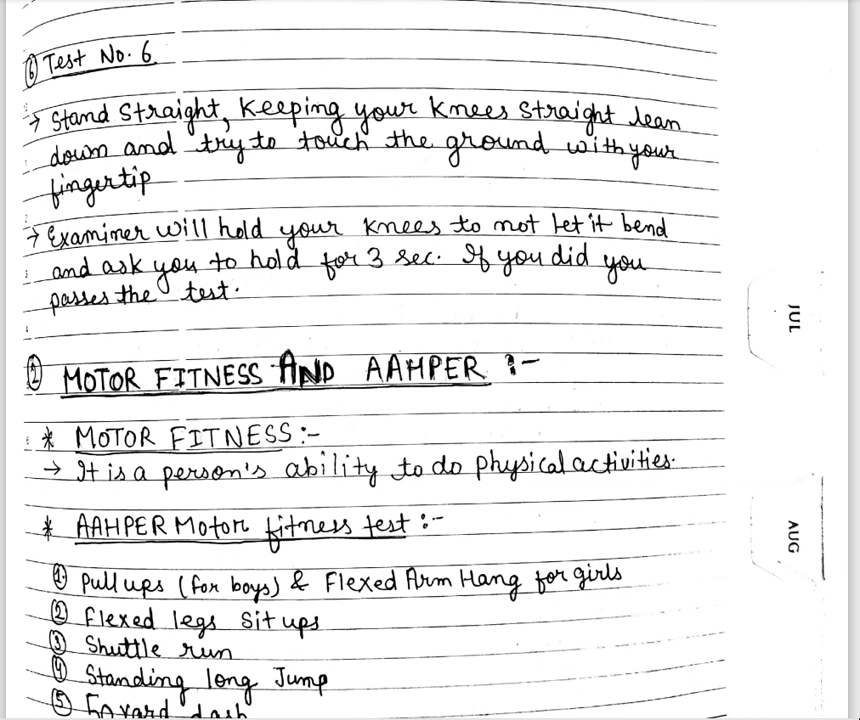 ⑥ Test No. 6
→ Stand Straight, Keeping your Knees Straight lean
down and try to touch the ground with your
fingertip
→ Examiner will hold your knees to not let it bend
and ask you to hold for 3 sec. If you did you
passes the test.
JUL
② MOTOR FITNESS AND AAHPER :-
* MOTOR FITNESS :-
→ It is a person's ability to do physical activities.
* AAHPER Motor fitness test :-
AUG
① Pull ups (for boys) & Flexed Arm Hang for girls
② Flexed legs Sit ups
③ Shuttle run
④ Standing long Jump
⑤ dash